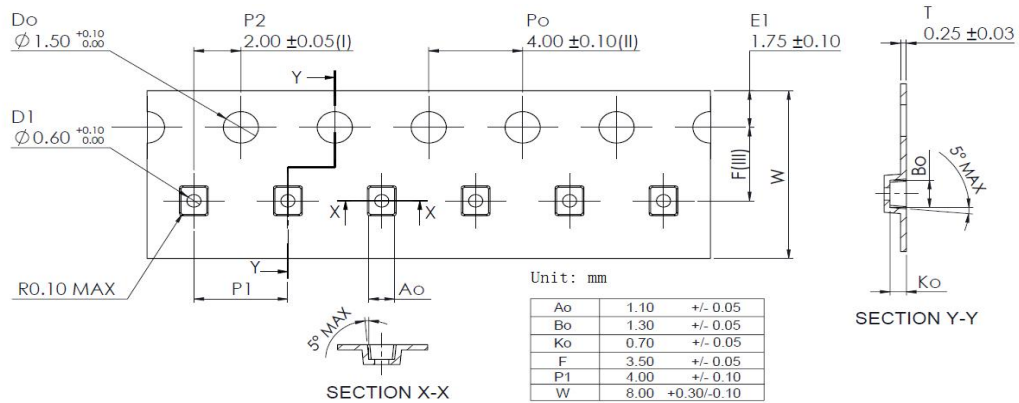 Do
Ø1.50 +0.10 0.00
P2
2.00 ±0.05(I)
Po
4.00 ±0.10(II)
E1
1.75 ±0.10
T
0.25 ±0.03
D1
Ø0.60 +0.10 0.00
Y
F(III)
W
X X
Y
R0.10 MAX
P1
Ao
5° MAX
SECTION X-X
Bo
5° MAX
Ko
SECTION Y-Y
Unit: mm
Ao 1.10 +/- 0.05
Bo 1.30 +/- 0.05
Ko 0.70 +/- 0.05
F 3.50 +/- 0.05
P1 4.00 +/- 0.10
W 8.00 +0.30/-0.10